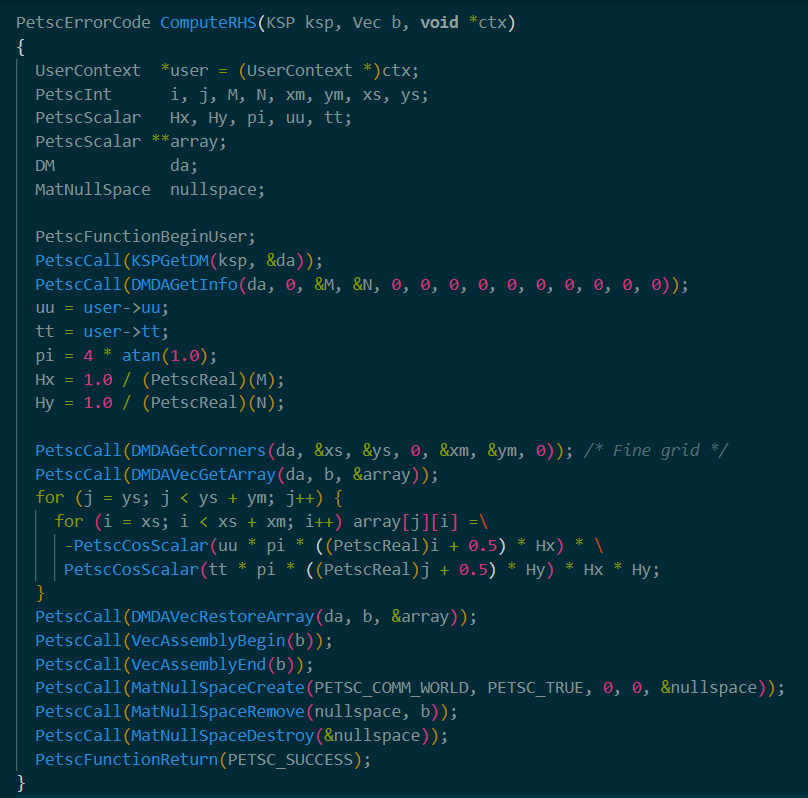 PetscErrorCode ComputeRHS(KSP ksp, Vec b, void *ctx)
{
  UserContext  *user = (UserContext *)ctx;
  PetscInt      i, j, M, N, xm, ym, xs, ys;
  PetscScalar   Hx, Hy, pi, uu, tt;
  PetscScalar **array;
  DM            da;
  MatNullSpace  nullspace;

  PetscFunctionBeginUser;
  PetscCall(KSPGetDM(ksp, &da));
  PetscCall(DMDAGetInfo(da, 0, &M, &N, 0, 0, 0, 0, 0, 0, 0, 0, 0, 0));
  uu = user->uu;
  tt = user->tt;
  pi = 4 * atan(1.0);
  Hx = 1.0 / (PetscReal)(M);
  Hy = 1.0 / (PetscReal)(N);

  PetscCall(DMDAGetCorners(da, &xs, &ys, 0, &xm, &ym, 0)); /* Fine grid */
  PetscCall(DMDAVecGetArray(da, b, &array));
  for (j = ys; j < ys + ym; j++) {
    for (i = xs; i < xs + xm; i++) array[j][i] =\
     -PetscCosScalar(uu * pi * ((PetscReal)i + 0.5) * Hx) * \
     PetscCosScalar(tt * pi * ((PetscReal)j + 0.5) * Hy) * Hx * Hy;
  }
  PetscCall(DMDAVecRestoreArray(da, b, &array));
  PetscCall(VecAssemblyBegin(b));
  PetscCall(VecAssemblyEnd(b));
  PetscCall(MatNullSpaceCreate(PETSC_COMM_WORLD, PETSC_TRUE, 0, 0, &nullspace));
  PetscCall(MatNullSpaceRemove(nullspace, b));
  PetscCall(MatNullSpaceDestroy(&nullspace));
  PetscFunctionReturn(PETSC_SUCCESS);
}